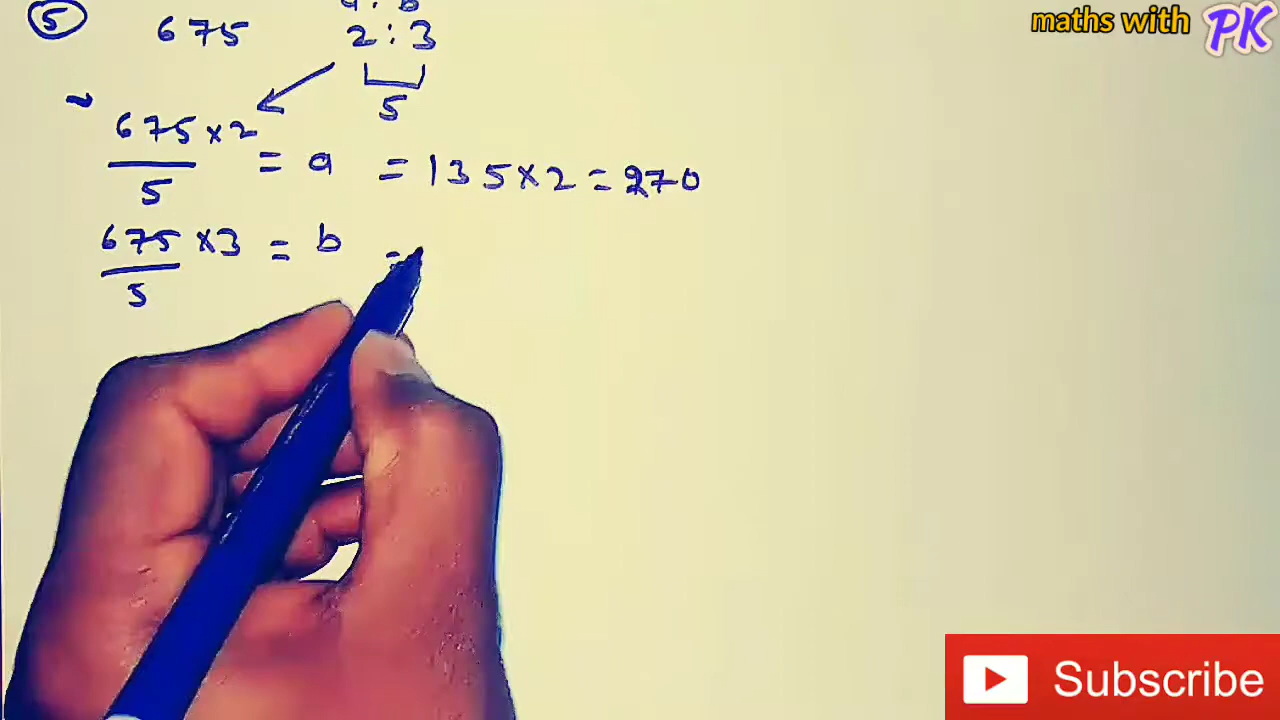 a : b
⑤ 675 2 : 3
5
675 × 2
5
= a = 135 × 2 = 270
675 × 3 = b =
5
maths with PK
Subscribe